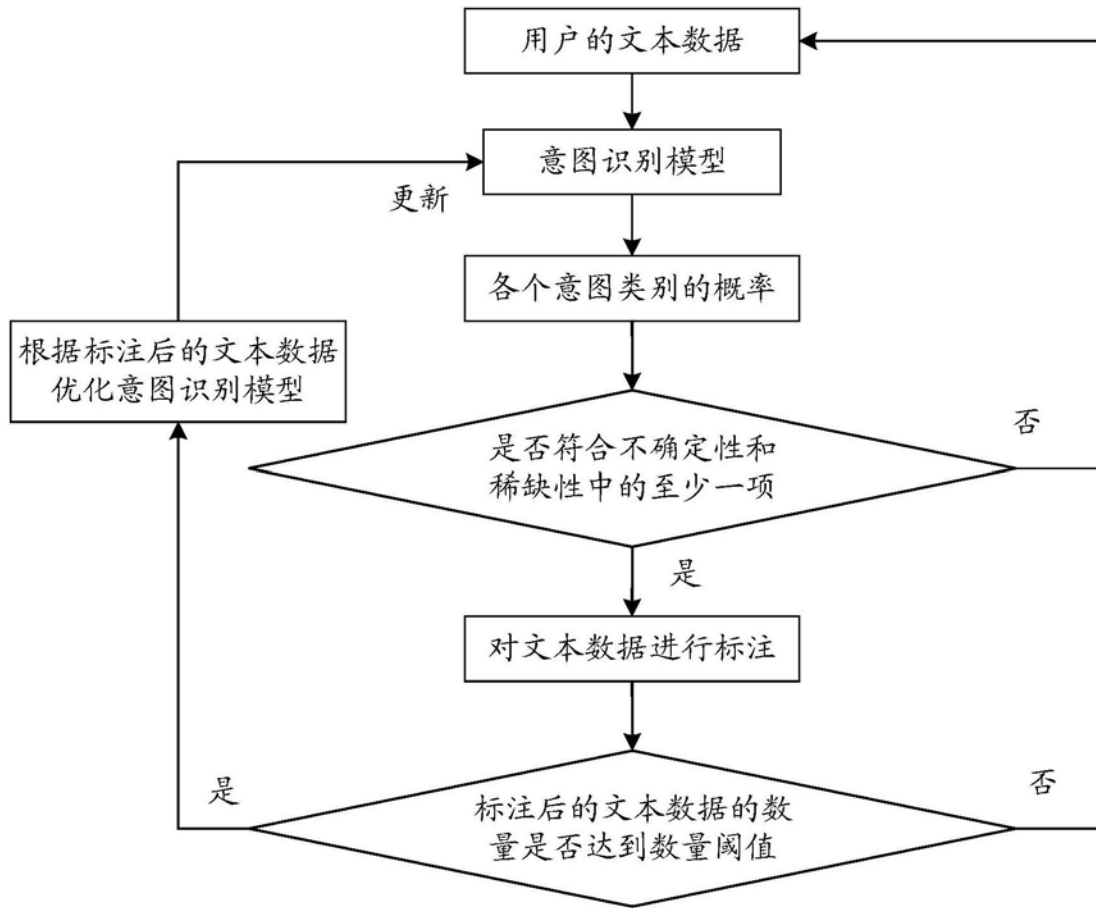 用户的文本数据
意图识别模型
更新
各个意图类别的概率
根据标注后的文本数据
优化意图识别模型
是否符合不确定性和
稀缺性中的至少一项
否
是
对文本数据进行标注
标注后的文本数据的数
量是否达到数量阈值
是
否